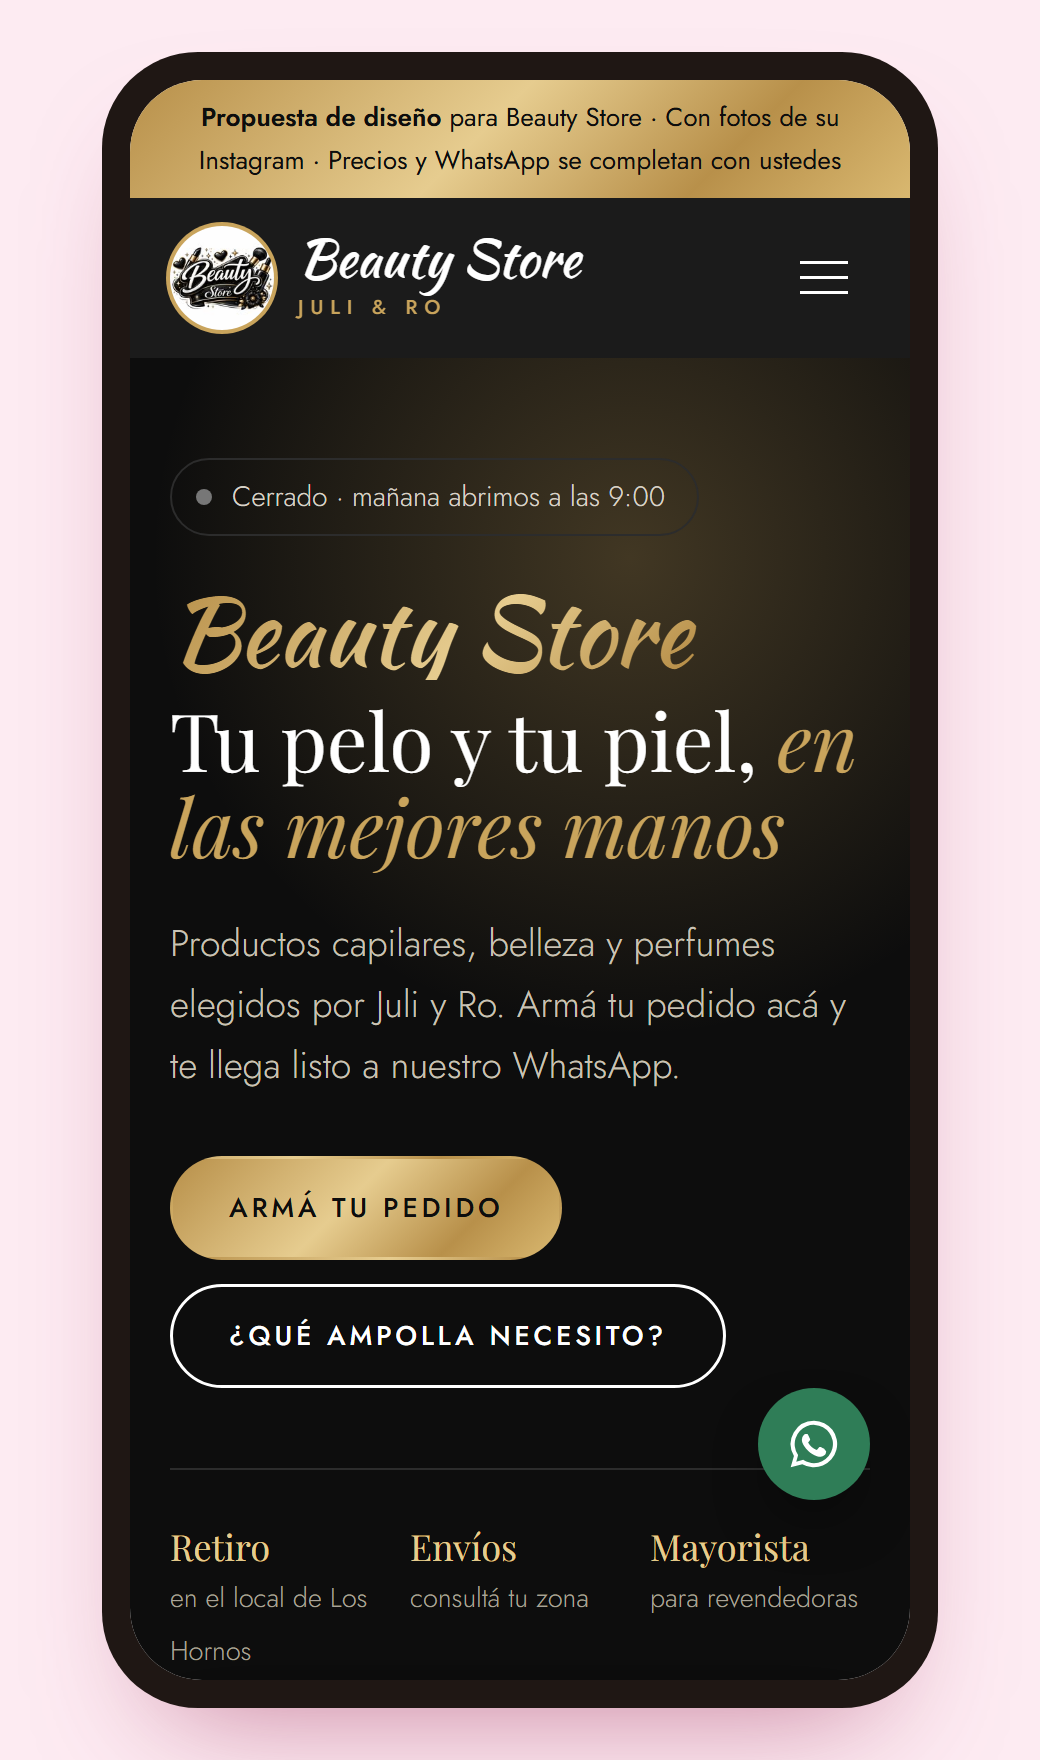 Propuesta de diseño para Beauty Store · Con fotos de su
Instagram · Precios y WhatsApp se completan con ustedes
Beauty
Store
Beauty Store
JULI & RO
Cerrado · mañana abrimos a las 9:00
Beauty Store
Tu pelo y tu piel, en
las mejores manos
Productos capilares, belleza y perfumes
elegidos por Juli y Ro. Armá tu pedido acá y
te llega listo a nuestro WhatsApp.
ARMÁ TU PEDIDO
¿QUÉ AMPOLLA NECESITO?
Retiro
en el local de Los
Hornos
Envíos
consultá tu zona
Mayorista
para revendedoras